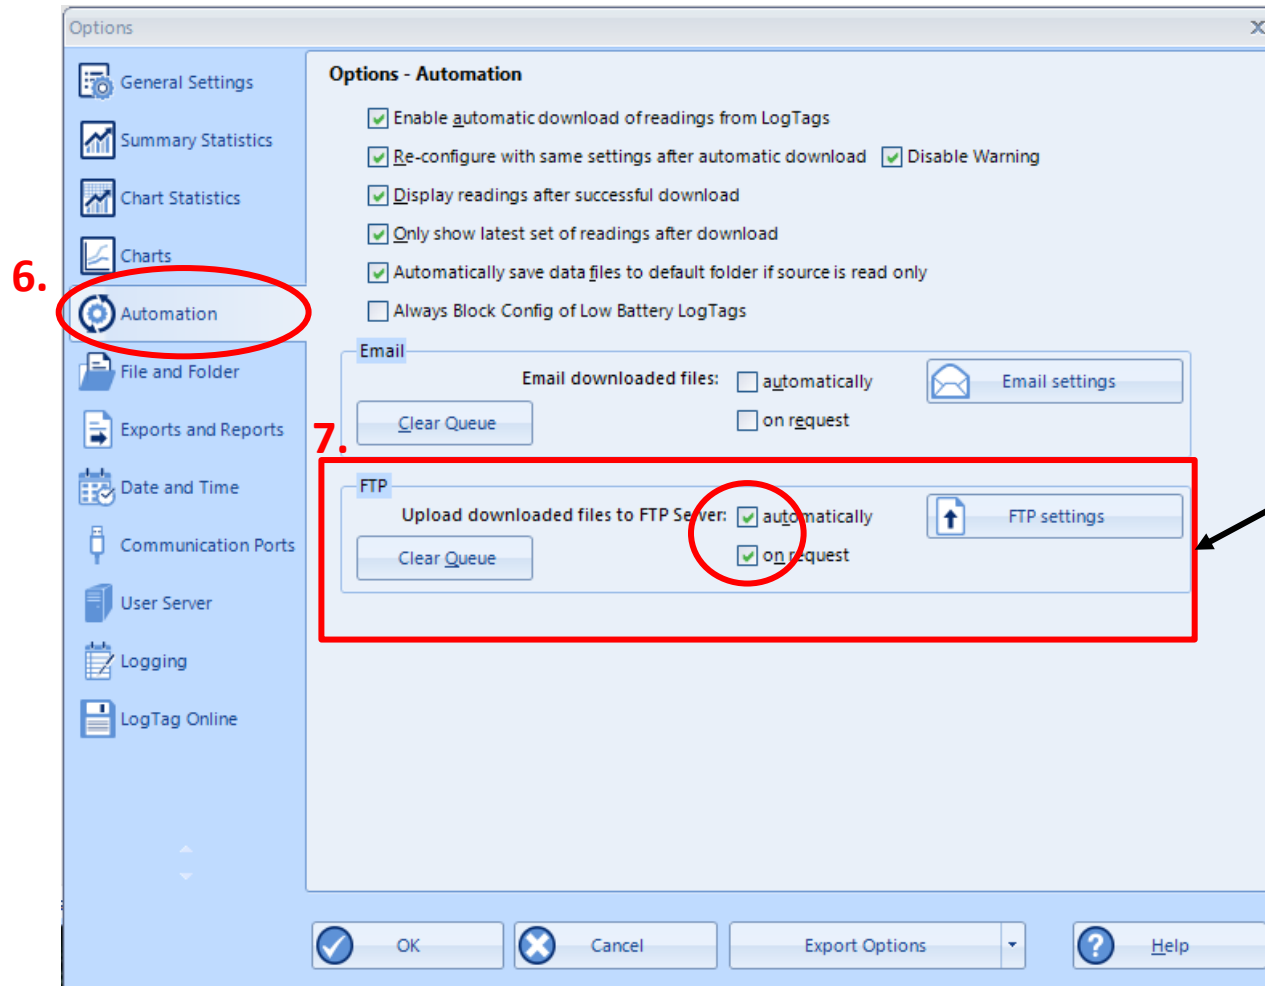 Options
General Settings
Summary Statistics
Chart Statistics
Charts
6.
Automation
File and Folder
Exports and Reports
Date and Time
Communication Ports
User Server
Logging
LogTag Online
Options - Automation
Enable automatic download of readings from LogTags
Re-configure with same settings after automatic download Disable Warning
Display readings after successful download
Only show latest set of readings after download
Automatically save data files to default folder if source is read only
Always Block Config of Low Battery LogTags
Email
Email downloaded files: automatically Email settings
Clear Queue on request
7.
FTP
Upload downloaded files to FTP Server: automatically FTP settings
Clear Queue on request
OK Cancel Export Options Help